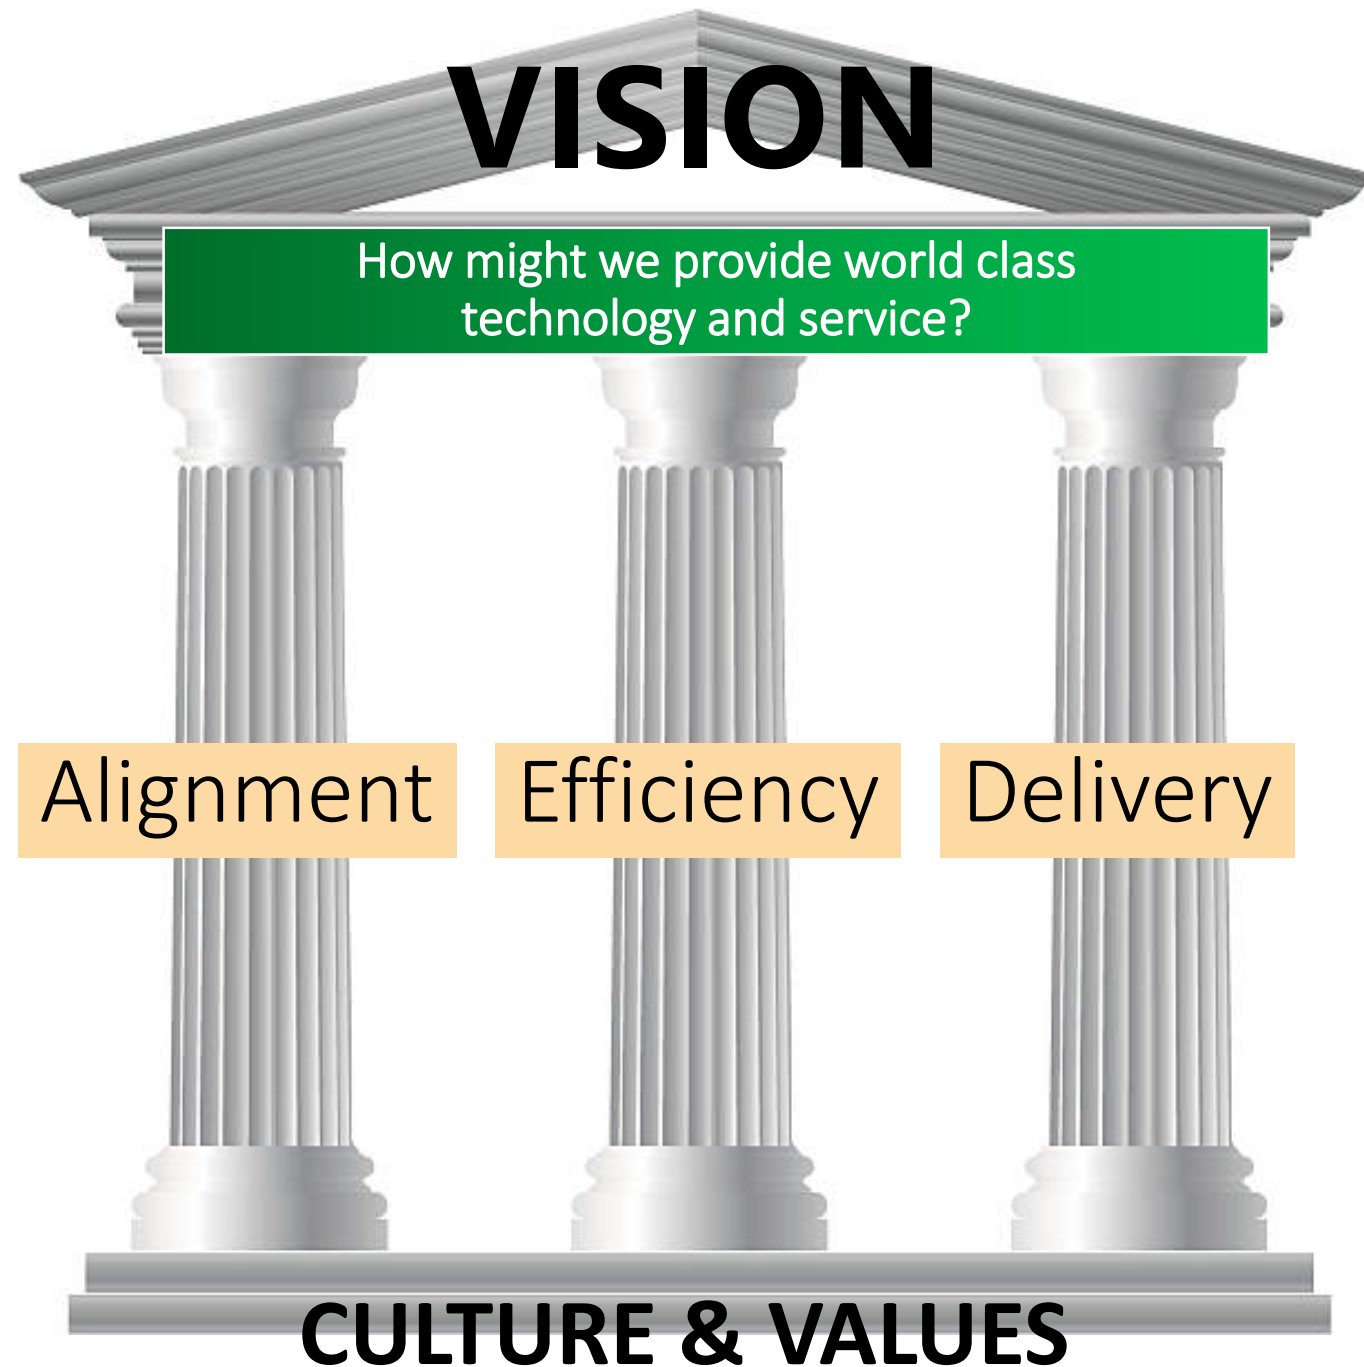 VISION
How might we provide world class
technology and service?
Alignment
Efficiency
Delivery
CULTURE & VALUES